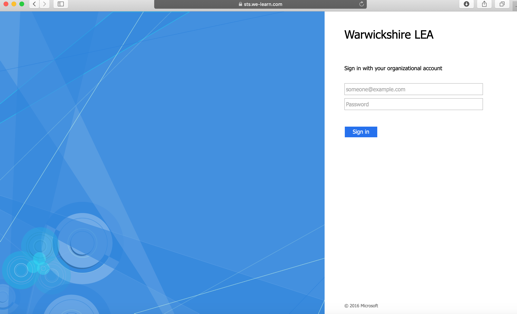 sts.we-learn.com
Warwickshire LEA
Sign in with your organizational account
someone@example.com
Password
Sign in
© 2016 Microsoft